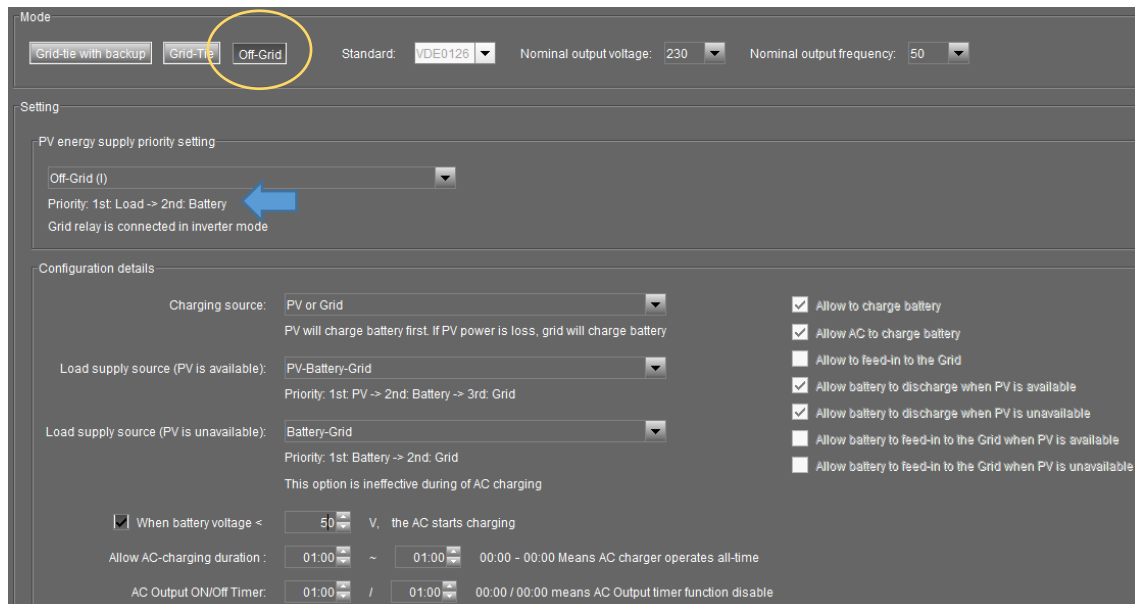 Mode
Grid-tie with backup Grid-Tie Off-Grid Standard: VDE0126 Nominal output voltage: 230 Nominal output frequency: 50
Setting
PV energy supply priority setting
Off-Grid (I)
Priority: 1st: Load -> 2nd: Battery
Grid relay is connected in inverter mode
Configuration details
Charging source: PV or Grid
PV will charge battery first. If PV power is loss, grid will charge battery
Load supply source (PV is available): PV-Battery-Grid
Priority: 1st: PV -> 2nd: Battery -> 3rd: Grid
Load supply source (PV is unavailable): Battery-Grid
Priority: 1st: Battery -> 2nd: Grid
This option is ineffective during of AC charging
Allow to charge battery
Allow AC to charge battery
Allow to feed-in to the Grid
Allow battery to discharge when PV is available
Allow battery to discharge when PV is unavailable
Allow battery to feed-in to the Grid when PV is available
Allow battery to feed-in to the Grid when PV is unavailable
When battery voltage < 50 V, the AC starts charging
Allow AC-charging duration : 01:00 ~ 01:00 00:00 - 00:00 Means AC charger operates all-time
AC Output ON/Off Timer: 01:00 / 01:00 00:00 / 00:00 means AC Output timer function disable